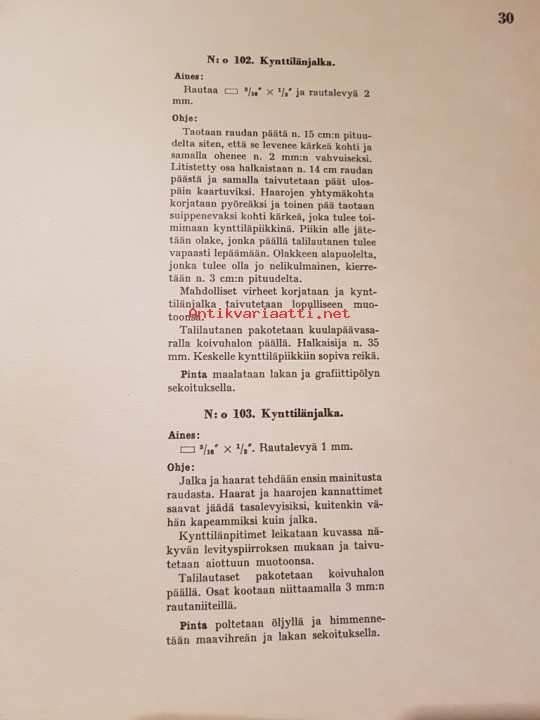 30
N:o 102. Kynttilänjalka.
Aines:
Rautaa ▭ 3/16″ × 1/2″ ja rautalevyä 2
mm.
Ohje:
Taotaan raudan päätä n. 15 cm:n pituu-
delta siten, että se levenee kärkeä kohti ja
samalla ohenee n. 2 mm:n vahvuiseksi.
Litistetty osa halkaistaan n. 14 cm raudan
päästä ja samalla taivutetaan päät ulos-
päin kaartuviksi. Haarojen yhtymäkohta
korjataan pyöreäksi ja toinen pää taotaan
suippenevaksi kohti kärkeä, joka tulee toi-
mimaan kynttiläpiikkinä. Piikin alle jäte-
tään olake, jonka päällä talilautanen tulee
vapaasti lepäämään. Olakkeen alapuolelta,
jonka tulee olla jo nelikulmainen, kierre-
tään n. 3 cm:n pituudelta.
Mahdolliset virheet korjataan ja kynt-
tilänjalka taivutetaan lopulliseen muo-
toonsa.
Antikvariaatti.net
Talilautanen pakotetaan kuulapäävasa-
ralla koivuhalon päällä. Halkaisija n. 35
mm. Keskelle kynttiläpiikkiin sopiva reikä.
Pinta maalataan lakan ja grafiittipölyn
sekoituksella.
N:o 103. Kynttilänjalka.
Aines:
▭ 3/16″ × 1/2″. Rautalevyä 1 mm.
Ohje:
Jalka ja haarat tehdään ensin mainitusta
raudasta. Haarat ja haarojen kannattimet
saavat jäädä tasalevyisiksi, kuitenkin vä-
hän kapeammiksi kuin jalka.
Kynttilänpitimet leikataan kuvassa nä-
kyvän levityspiirroksen mukaan ja taivu-
tetaan aiottuun muotoonsa.
Talilautaset pakotetaan koivuhalon
päällä. Osat kootaan niittaamalla 3 mm:n
rautaniiteillä.
Pinta poltetaan öljyllä ja himmenne-
tään maavihreän ja lakan sekoituksella.